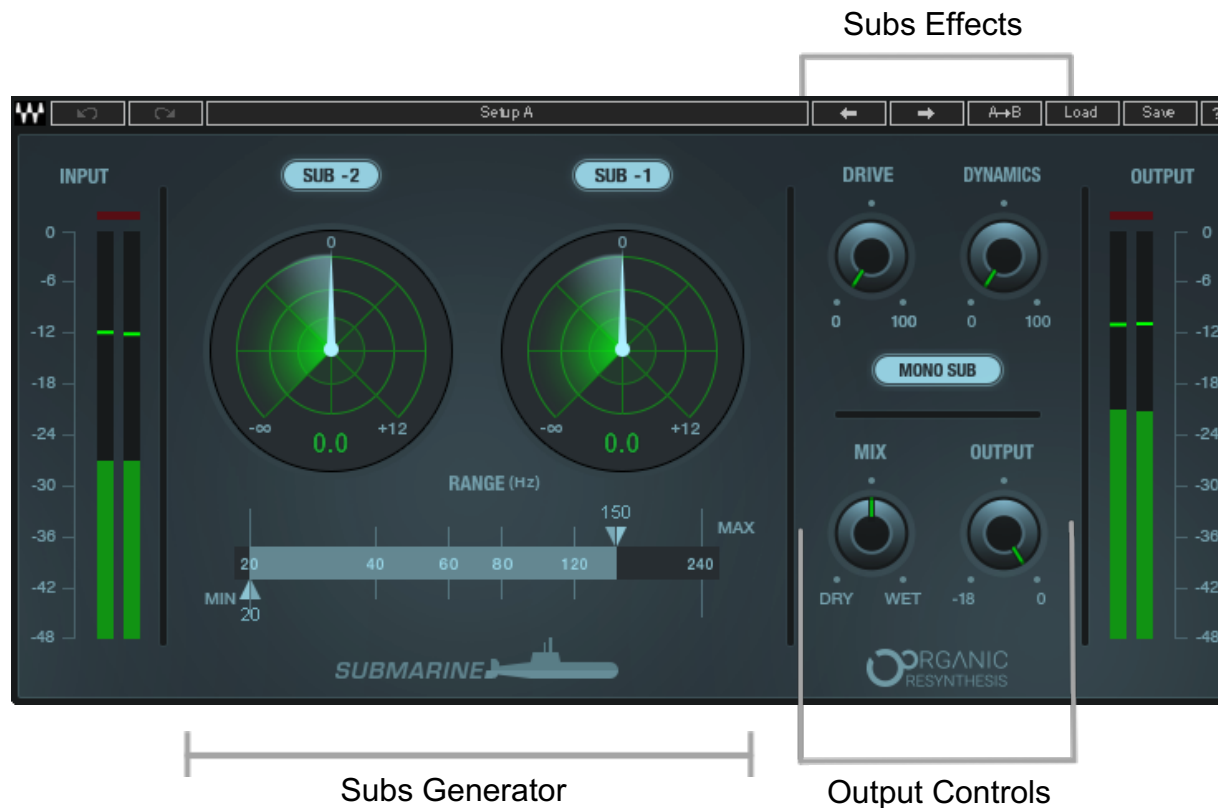 Subs Effects
Setup A
A→B
Load
Save
?
INPUT
SUB -2
SUB -1
DRIVE
DYNAMICS
OUTPUT
0
-6
-12
-18
-24
-30
-36
-42
-48
0
-∞
+12
0.0
0
-∞
+12
0.0
0
100
0
100
MONO SUB
RANGE (Hz)
150
MAX
20
40
60
80
120
240
MIN
20
MIX
OUTPUT
DRY
WET
-18
0
0
-6
-12
-18
-24
-30
-36
-42
-48
SUBMARINE
ORGANIC
RESYNTHESIS
Subs Generator
Output Controls